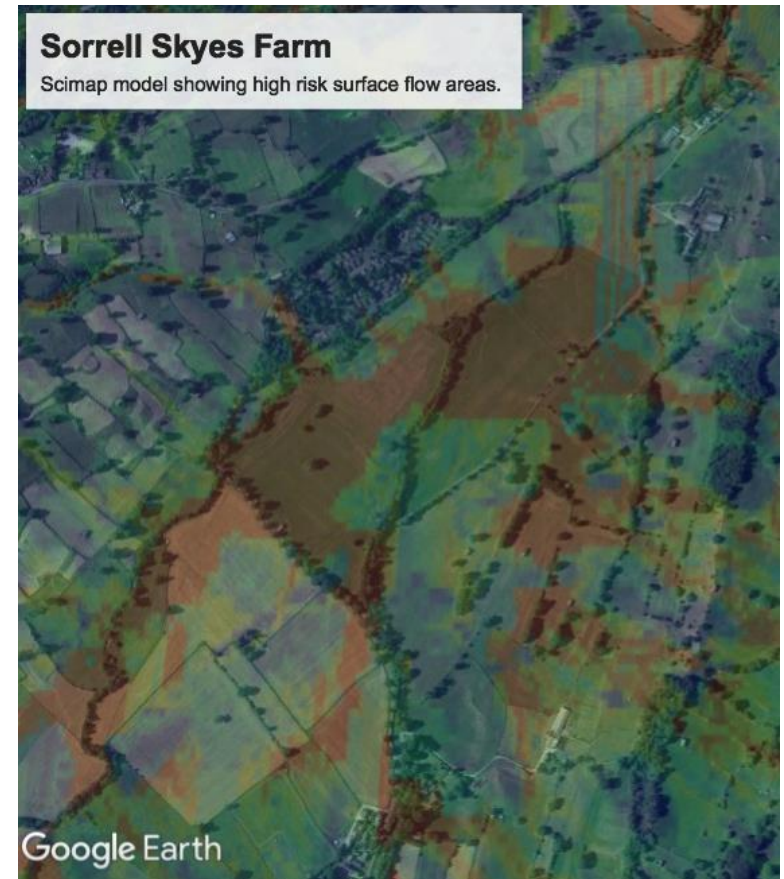 Sorrell Skyes Farm
Scimap model showing high risk surface flow areas.
Google Earth